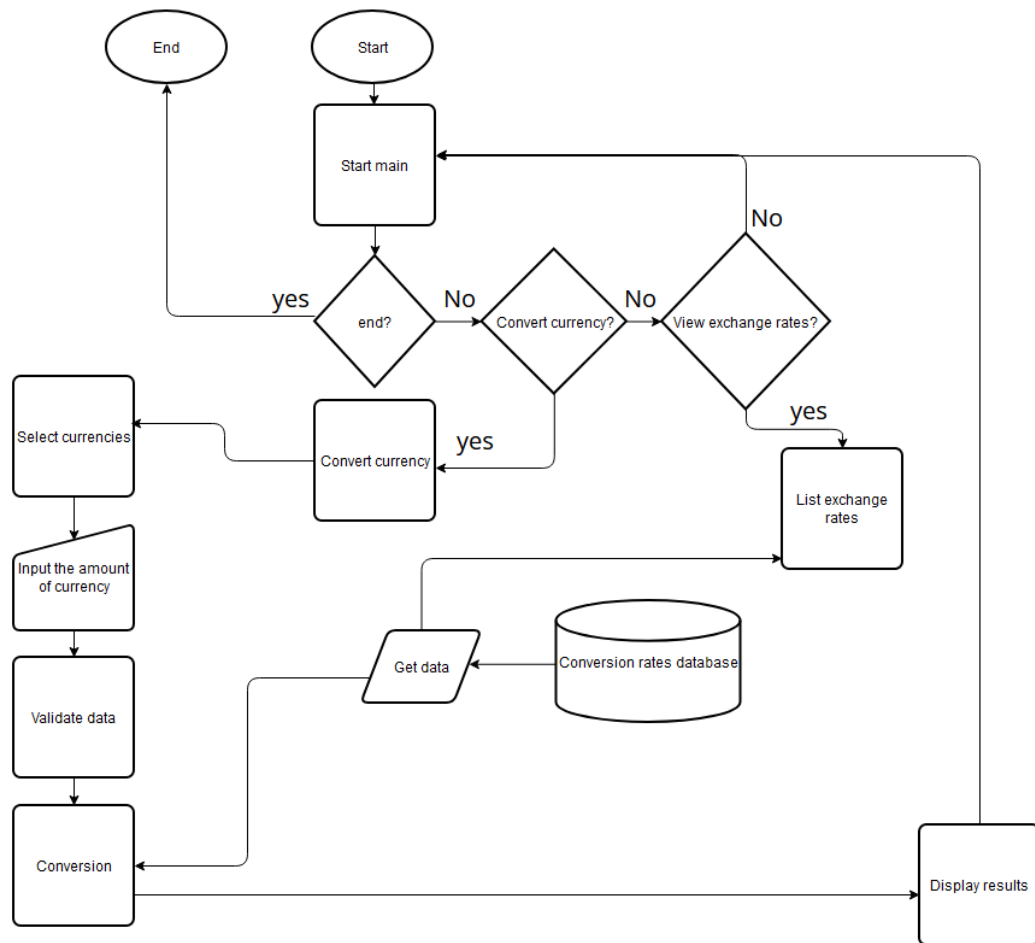 End
Start
Start main
No
yes
No
No
end?
Convert currency?
View exchange rates?
yes
yes
Select currencies
Convert currency
List exchange
rates
Input the amount
of currency
Get data
Conversion rates database
Validate data
Conversion
Display results